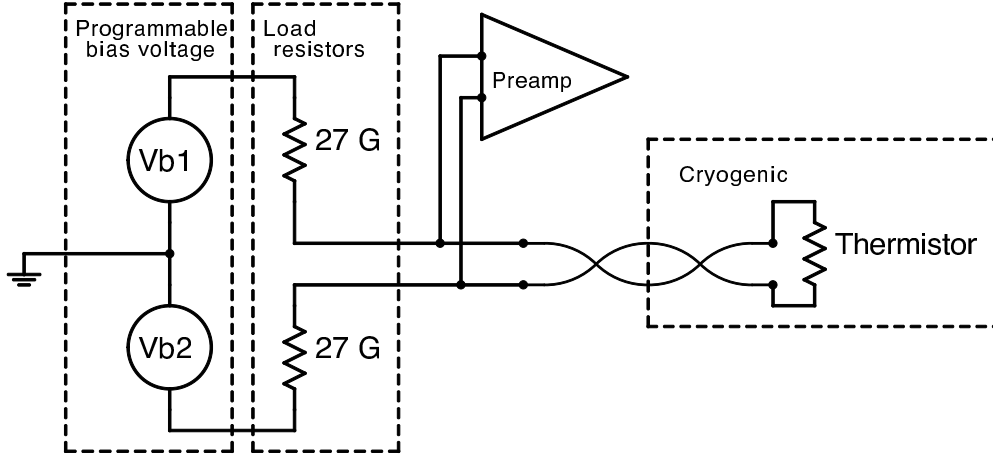 Programmable
bias voltage
Load
resistors
Vb1
27 G
Preamp
Cryogenic
Thermistor
Vb2
27 G